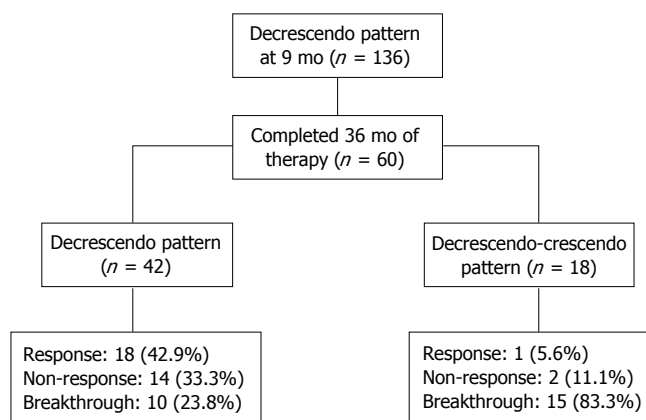 Decrescendo pattern
at 9 mo (n = 136)
Completed 36 mo of
therapy (n = 60)
Decrescendo pattern
(n = 42)
Decrescendo-crescendo
pattern (n = 18)
Response: 18 (42.9%)
Non-response: 14 (33.3%)
Breakthrough: 10 (23.8%)
Response: 1 (5.6%)
Non-response: 2 (11.1%)
Breakthrough: 15 (83.3%)